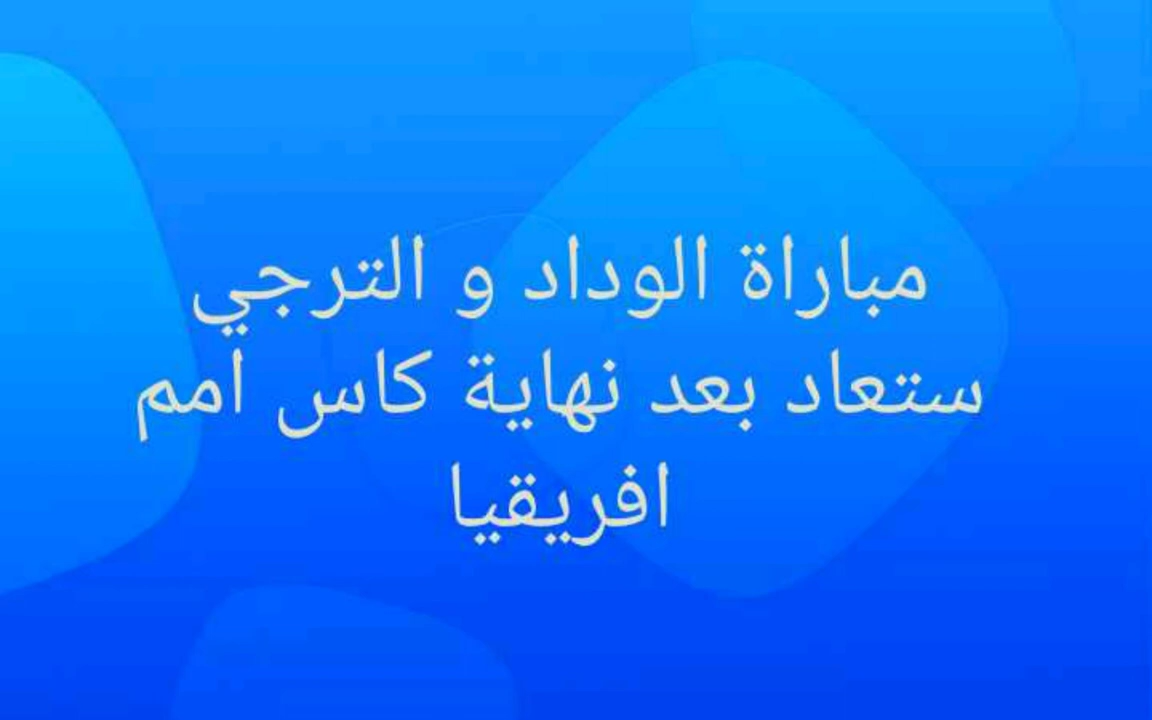 مباراة الوداد و الترجي
ستعاد بعد نهاية كاس امم
افريقيا